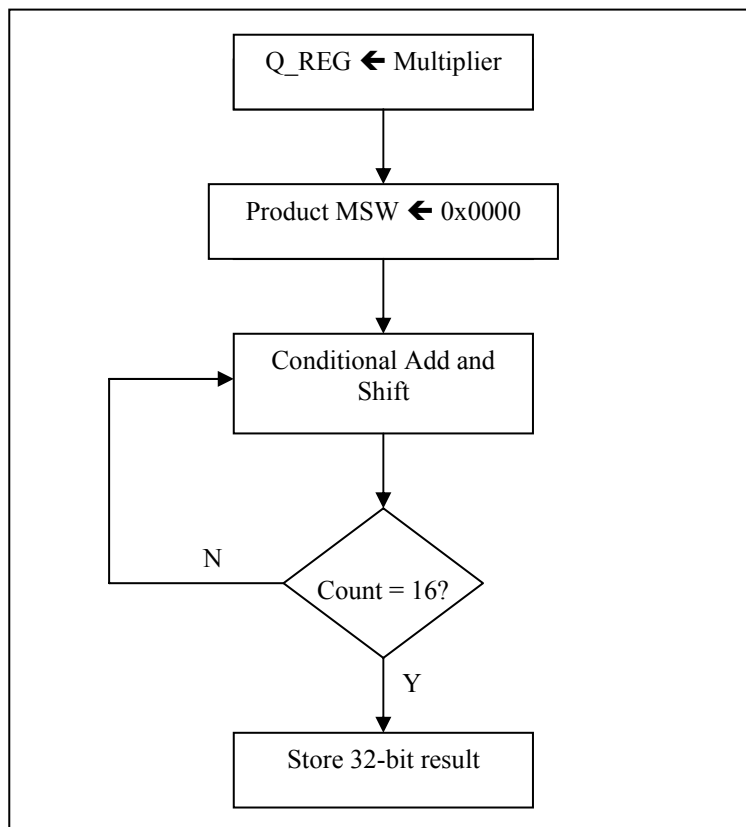 Q_REG 🡸 Multiplier
Product MSW 🡸 0x0000
Conditional Add and
Shift
N
Count = 16?
Y
Store 32-bit result